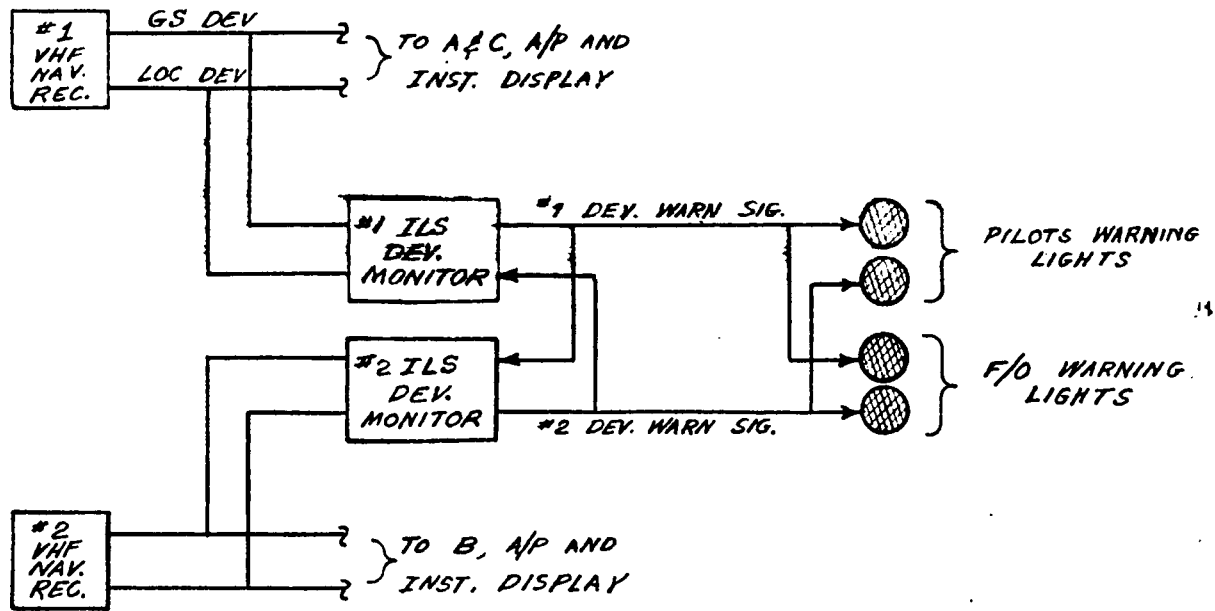 #1
VHF
NAV.
REC.
GS DEV
LOC DEV
TO A&C, A/P AND
INST. DISPLAY
#1 ILS
DEV.
MONITOR
#1 DEV. WARN SIG.
PILOTS WARNING
LIGHTS
#2 ILS
DEV.
MONITOR
#2 DEV. WARN SIG.
F/O WARNING
LIGHTS
#2
VHF
NAV.
REC.
TO B, A/P AND
INST. DISPLAY